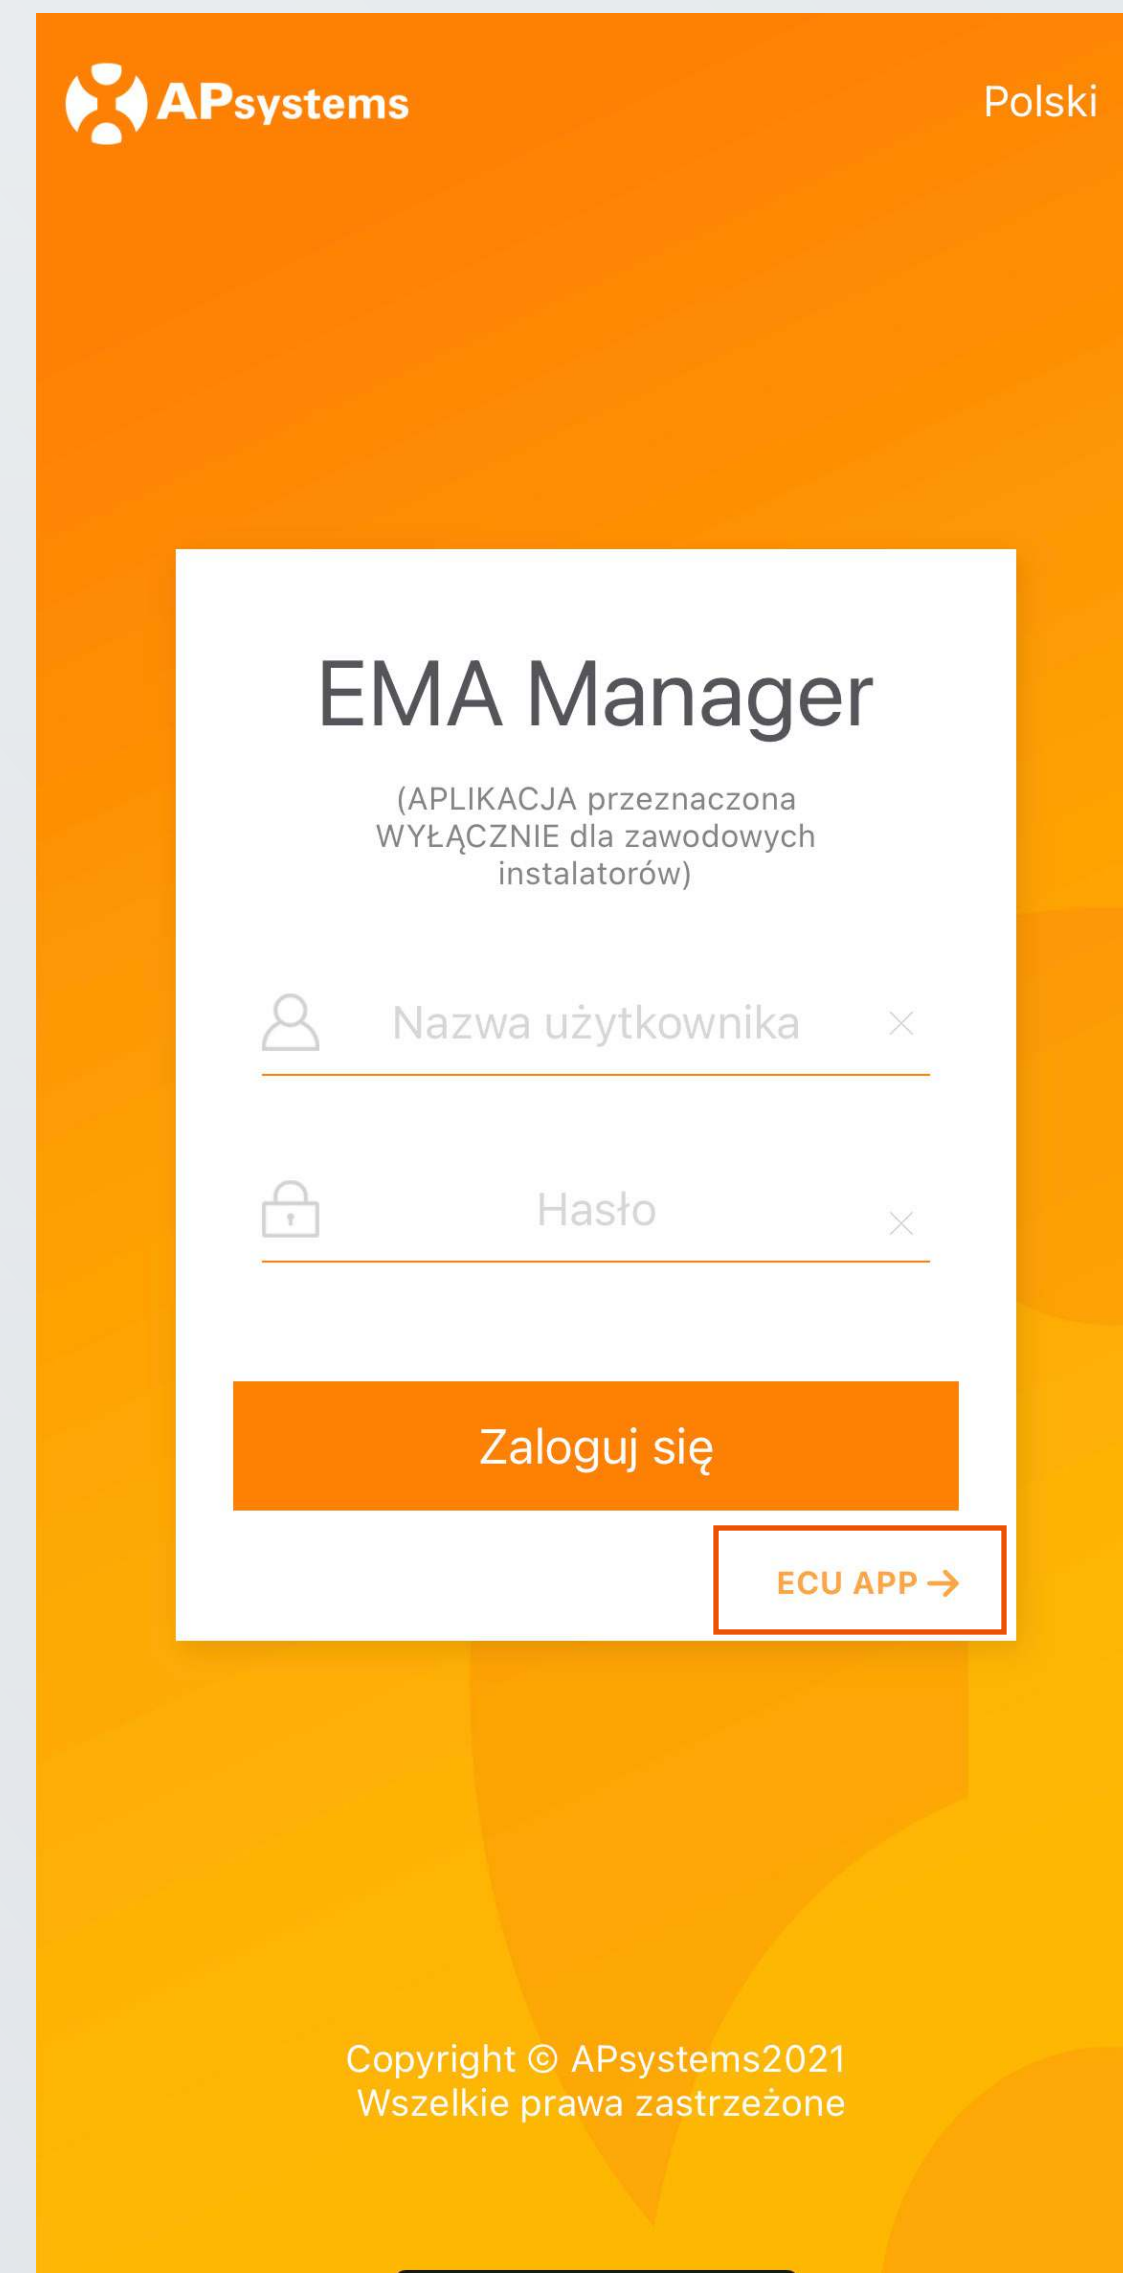 APsystems
Polski
EMA Manager
(APLIKACJA przeznaczona
WYŁĄCZNIE dla zawodowych
instalatorów)
Nazwa użytkownika
Hasło
Zaloguj się
ECU APP →
Copyright © APsystems2021
Wszelkie prawa zastrzeżone